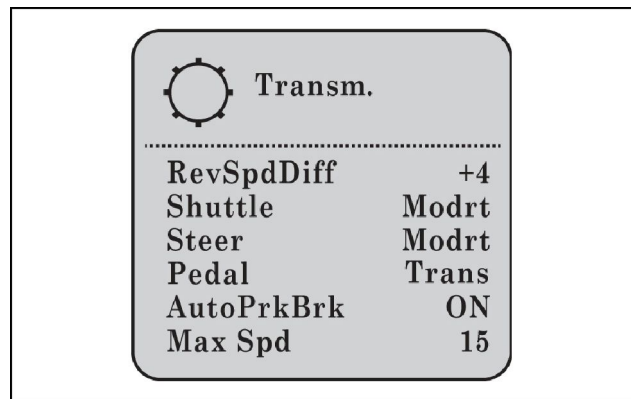 Transm.
RevSpdDiff +4
Shuttle Modrt
Steer Modrt
Pedal Trans
AutoPrkBrk ON
Max Spd 15